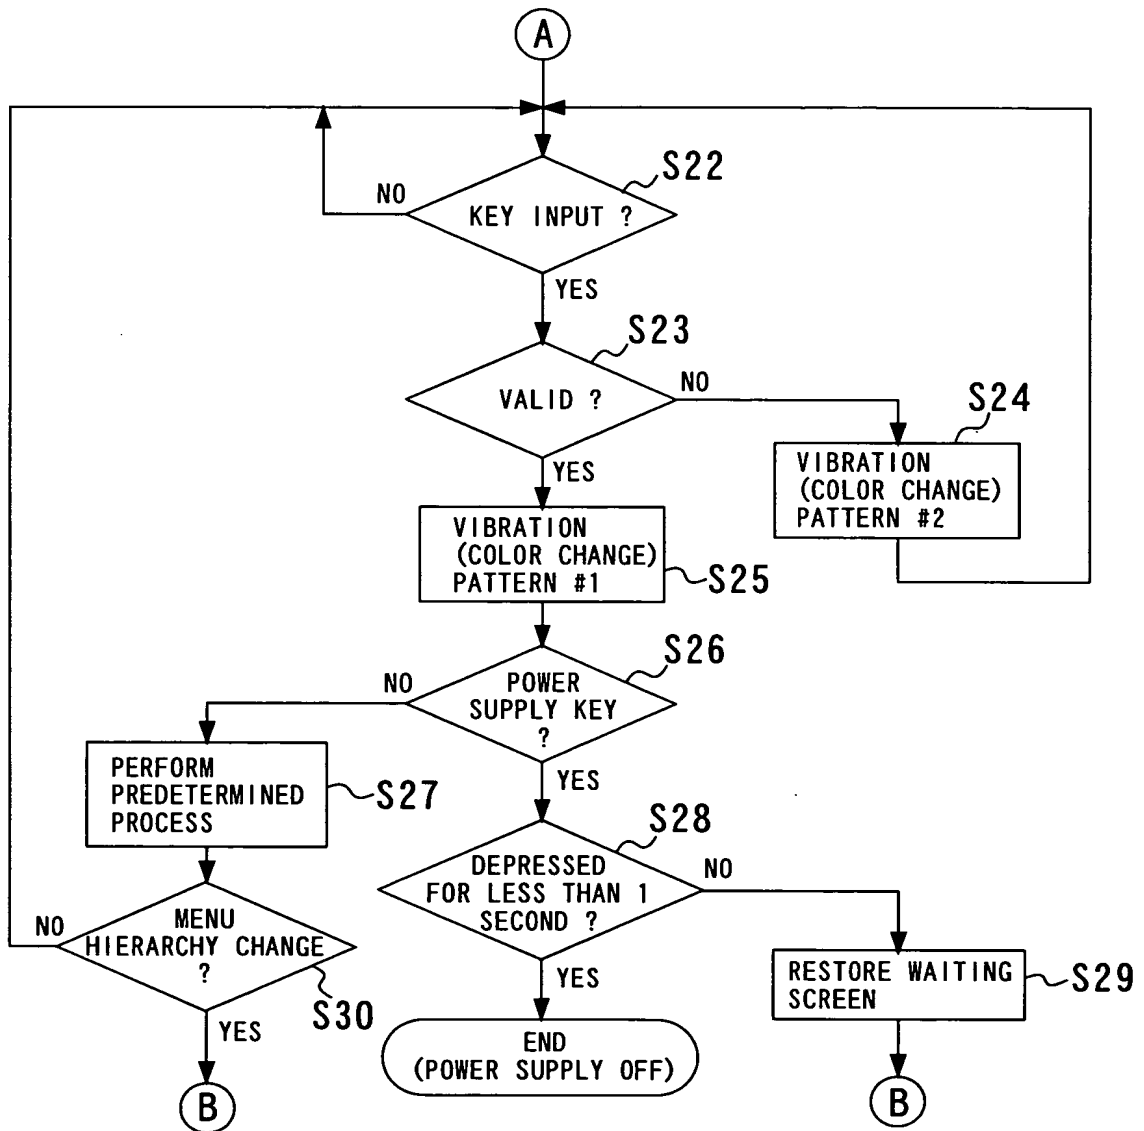 A
S22
NO
KEY INPUT ?
YES
S23
NO
VALID ?
S24
YES
VIBRATION
(COLOR CHANGE)
PATTERN #2
VIBRATION
(COLOR CHANGE)
PATTERN #1
S25
S26
NO
POWER
SUPPLY KEY
?
YES
PERFORM
PREDETERMINED
PROCESS
S27
S28
DEPRESSED
FOR LESS THAN 1
SECOND ?
NO
NO
MENU
HIERARCHY CHANGE
?
YES
S30
RESTORE WAITING
SCREEN
S29
YES
END
(POWER SUPPLY OFF)
B
B